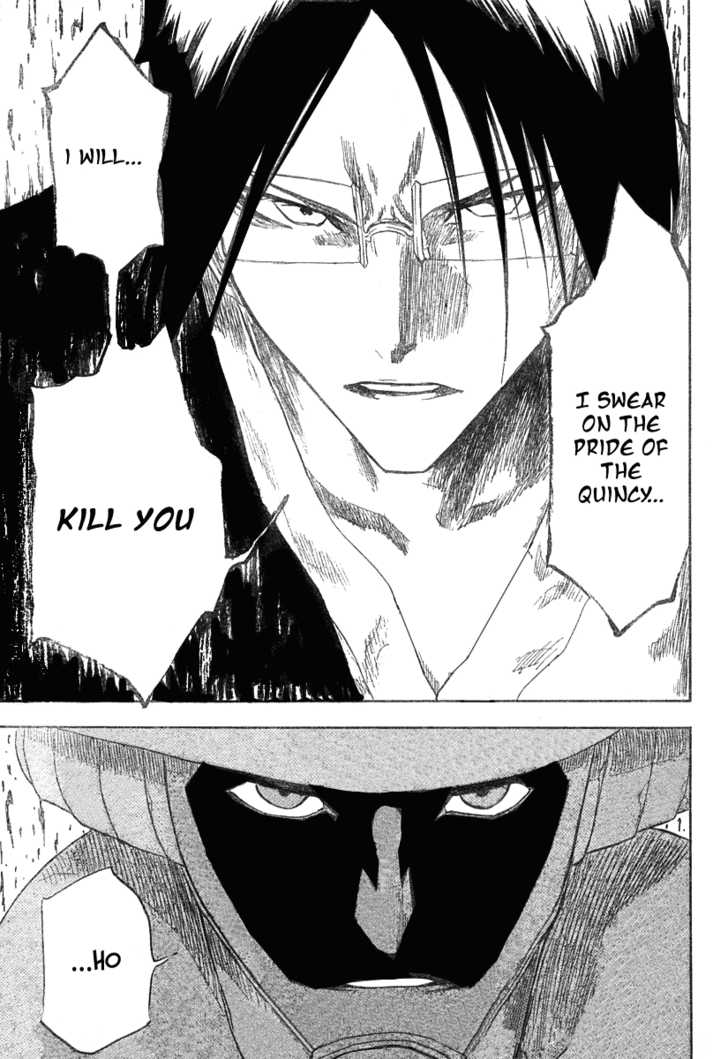 I SWEAR
ON THE
PRIDE OF
THE
QUINCY..
I WILL...
KILL YOU
...HO